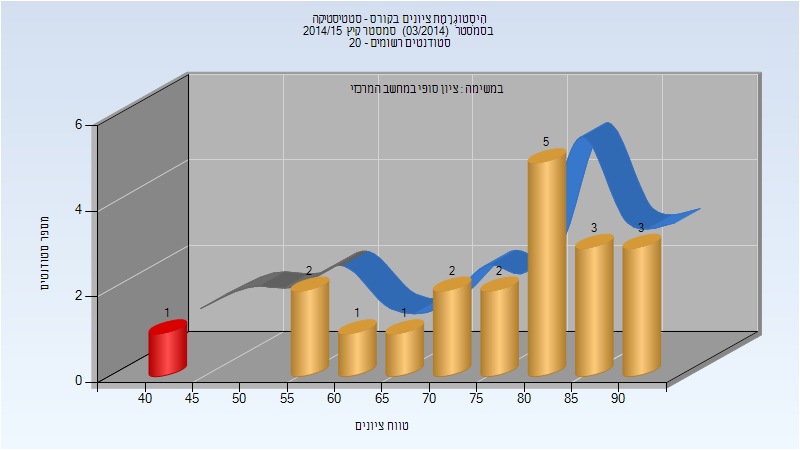 היסטוגרמת ציונים בקורס - סטטיסטיקה
בסמסטר (03/2014) סמסטר קיץ 2014/15
סטודנטים רשומים - 20
במשימה : ציון סופי במחשב המרכזי
מספר סטודנטים
6
4
2
0
1
2
1
1
2
2
5
3
3
40 45 50 55 60 65 70 75 80 85 90
טווח ציונים